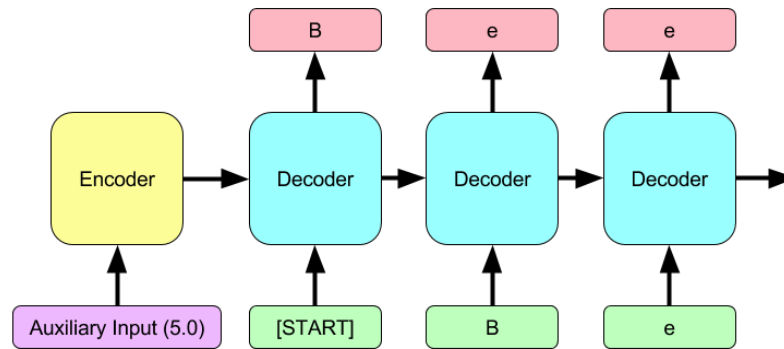 B
e
e
Encoder
Decoder
Decoder
Decoder
Auxiliary Input (5.0)
[START]
B
e